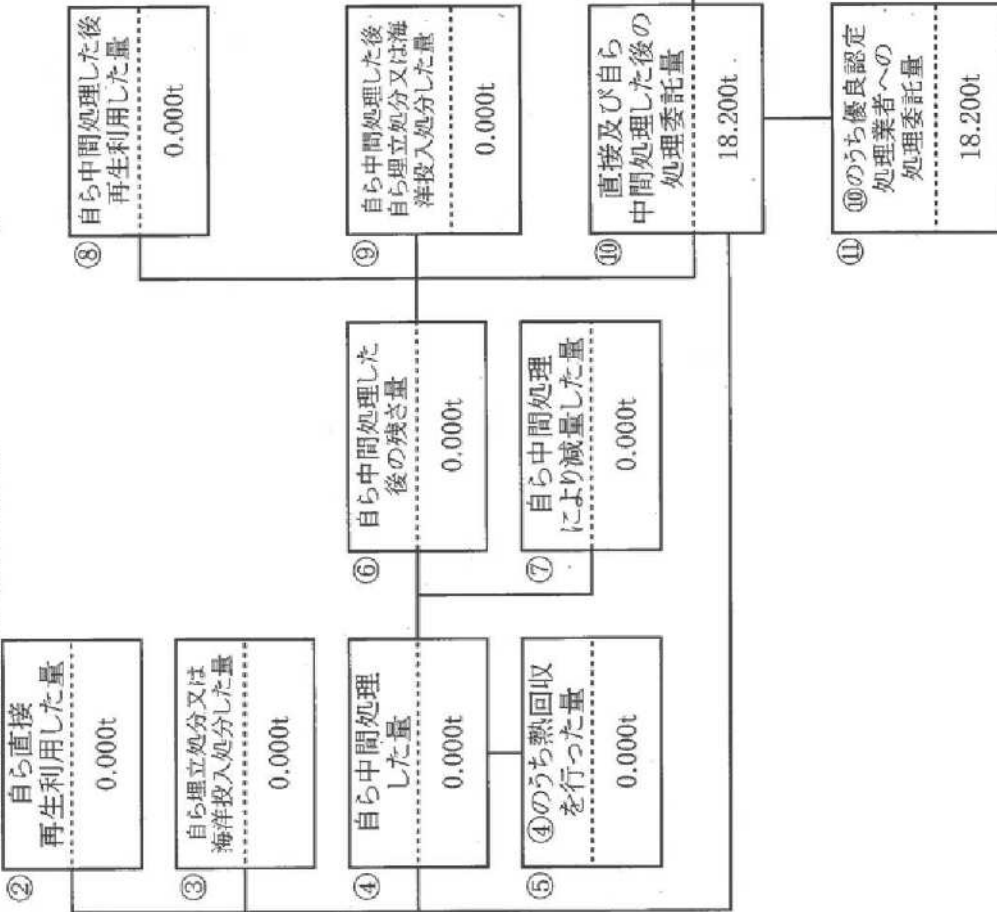 ②
自ら直接
再生利用した量
0.000t
③
自ら埋立処分又は
海洋投入処分した量
0.000t
④
自ら中間処理
した量
0.000t
⑤
④のうち熱回収
を行った量
0.000t
⑥
自ら中間処理した
後の残さ量
0.000t
⑦
自ら中間処理
により減量した量
0.000t
⑧
自ら中間処理した後
再生利用した量
0.000t
⑨
自ら中間処理した後
自ら埋立処分又は海
洋投入処分した量
0.000t
⑩
直接及び自ら
中間処理した後の
処理委託量
18.200t
⑪
⑩のうち優良認定
処理業者への
処理委託量
18.200t